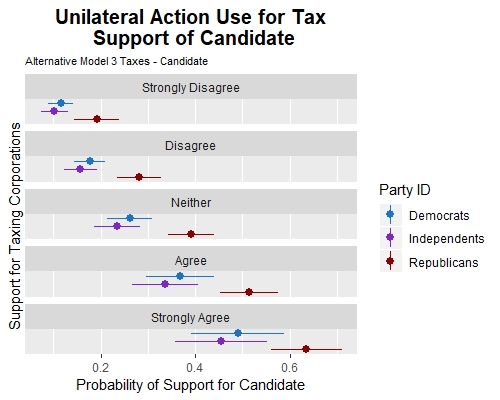 Unilateral Action Use for Tax
Support of Candidate
Alternative Model 3 Taxes - Candidate
Support for Taxing Corporations
Strongly Disagree
Disagree
Neither
Agree
Strongly Agree
0.2 0.4 0.6
Probability of Support for Candidate
Party ID
Democrats
Independents
Republicans